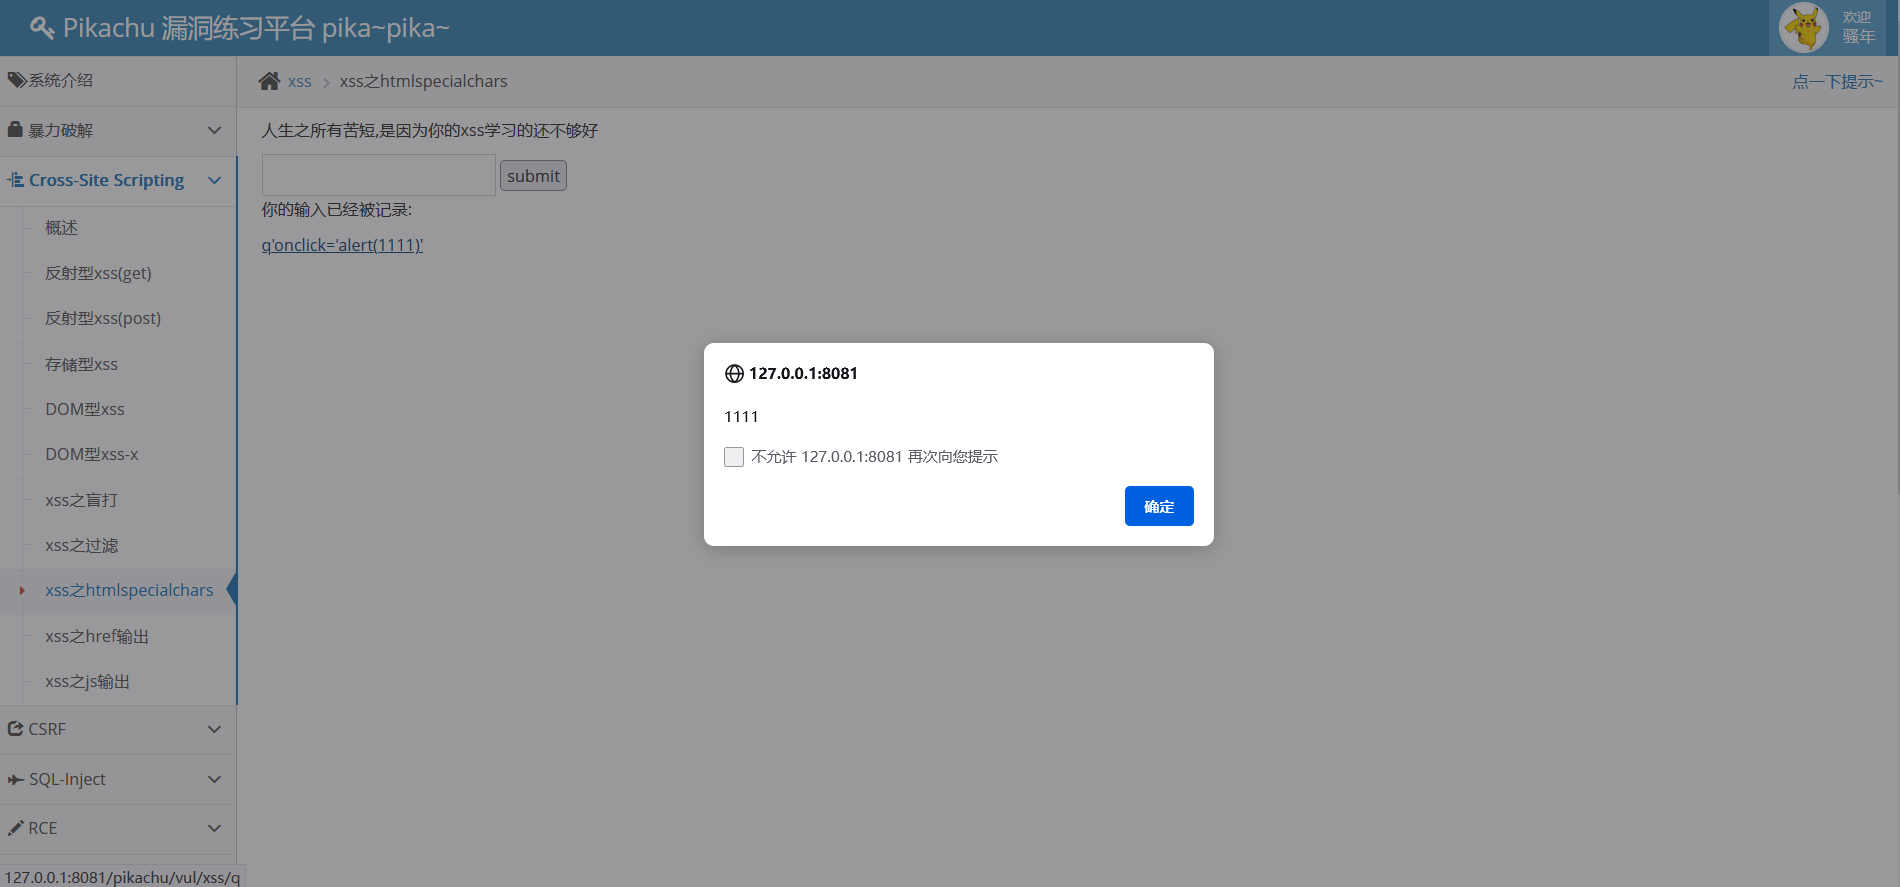 Pikachu 漏洞练习平台 pika~pika~
欢迎
骚年
系统介绍
暴力破解
Cross-Site Scripting
概述
反射型xss(get)
反射型xss(post)
存储型xss
DOM型xss
DOM型xss-x
xss之盲打
xss之过滤
xss之htmlspecialchars
xss之href输出
xss之js输出
CSRF
SQL-Inject
RCE
127.0.0.1:8081/pikachu/vul/xss/q
xss xss之htmlspecialchars
点一下提示~
人生之所有苦短,是因为你的xss学习的还不够好
submit
你的输入已经被记录:
q'onclick='alert(1111)'
127.0.0.1:8081
1111
不允许 127.0.0.1:8081 再次向您提示
确定